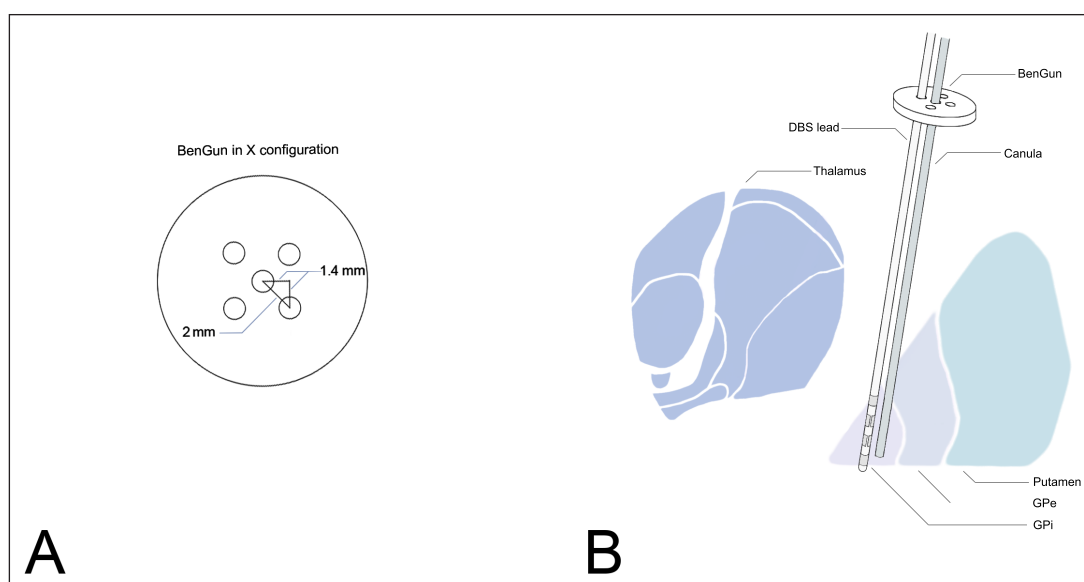 BenGun in X configuration
1.4 mm
2 mm
A
BenGun
DBS lead
Canula
Thalamus
Putamen
GPe
GPi
B